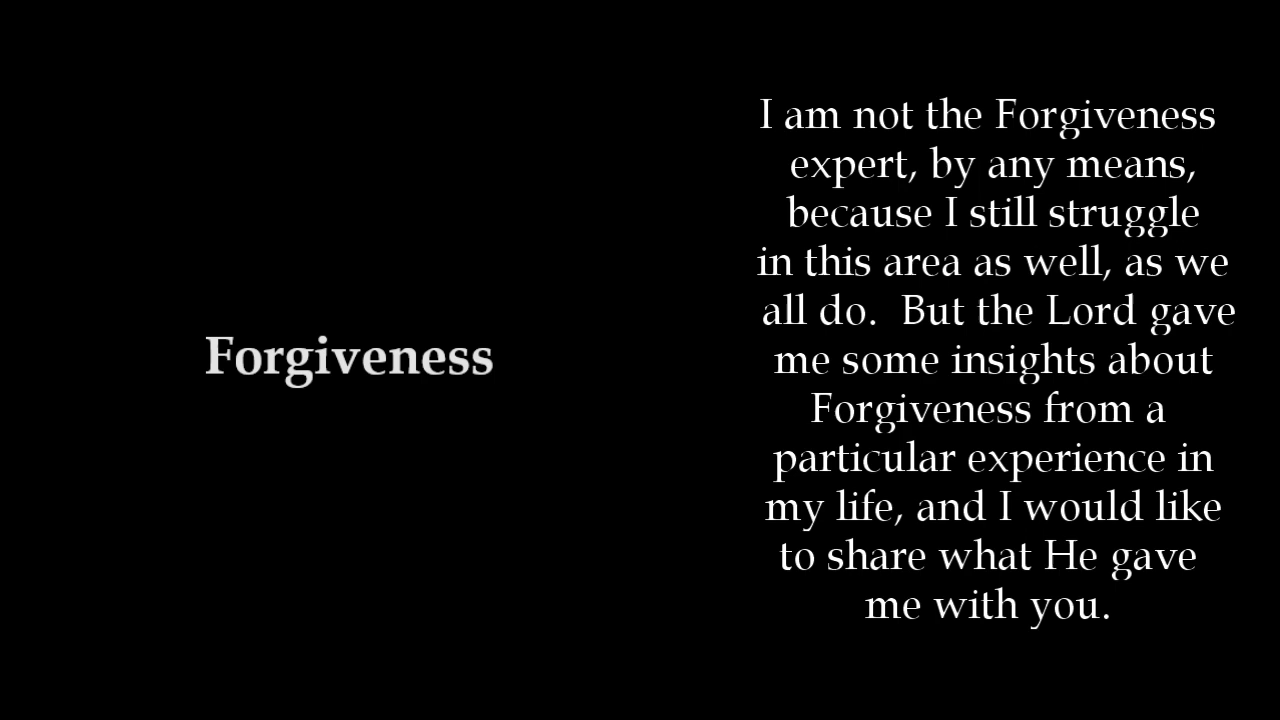 Forgiveness
I am not the Forgiveness
expert, by any means,
because I still struggle
in this area as well, as we
all do.  But the Lord gave
me some insights about
Forgiveness from a
particular experience in
my life, and I would like
to share what He gave
me with you.